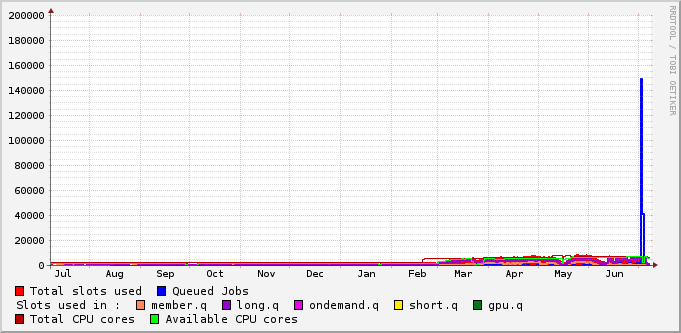 200000
180000
160000
140000
120000
100000
80000
60000
40000
20000
0
Jul Aug Sep Oct Nov Dec Jan Feb Mar Apr May Jun
RRDTOOL / TOBI OETIKER
Total slots used Queued Jobs
Slots used in : member.q long.q ondemand.q short.q gpu.q
Total CPU cores Available CPU cores